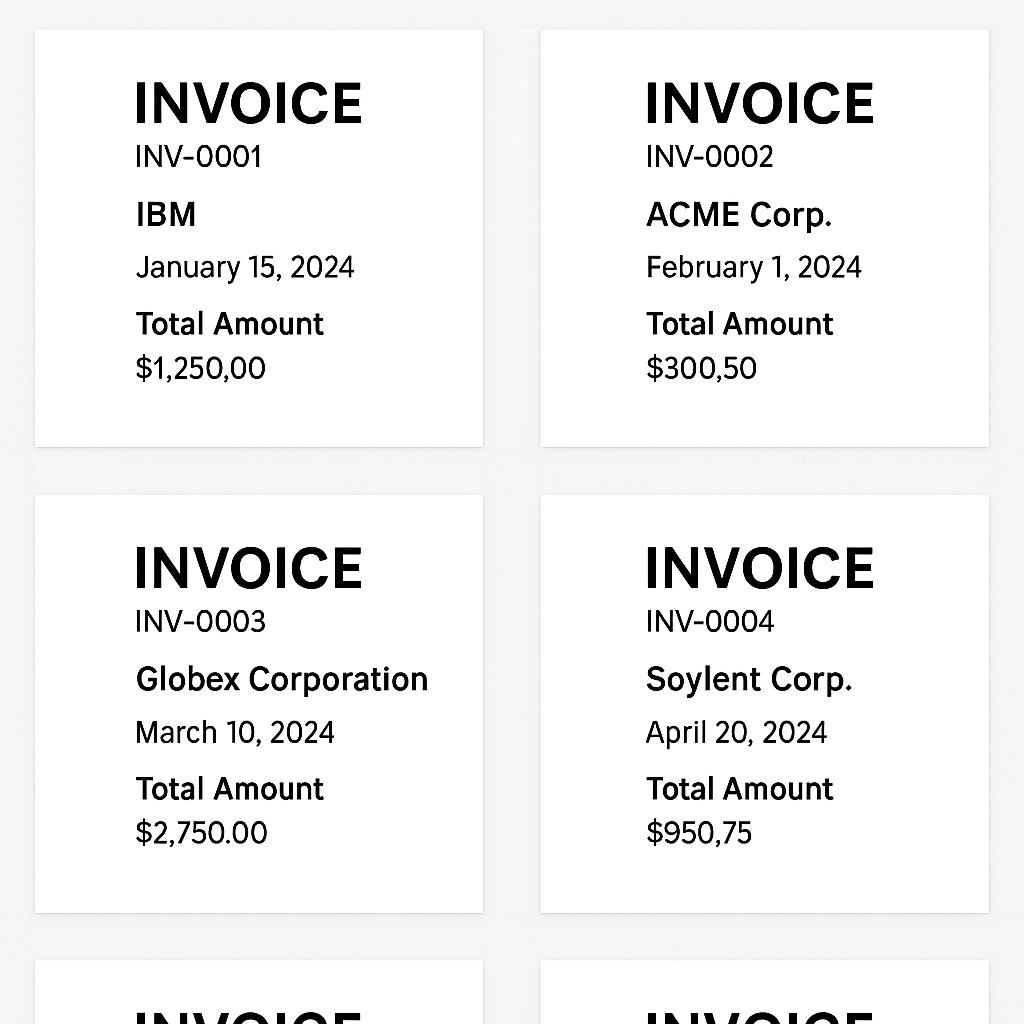 INVOICE
INV-0001
IBM
January 15, 2024
Total Amount
$1,250,00
INVOICE
INV-0002
ACME Corp.
February 1, 2024
Total Amount
$300,50
INVOICE
INV-0003
Globex Corporation
March 10, 2024
Total Amount
$2,750.00
INVOICE
INV-0004
Soylent Corp.
April 20, 2024
Total Amount
$950,75
INVOICE
INVOICE